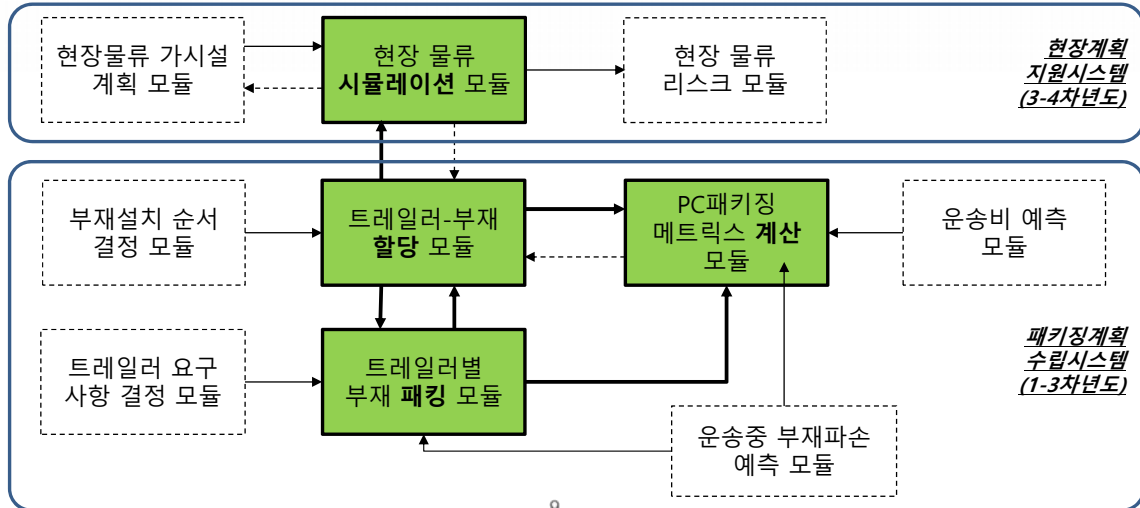 현장물류 가시설
계획 모듈
현장 물류
시뮬레이션 모듈
현장 물류
리스크 모듈
현장계획
지원시스템
(3-4차년도)
부재설치 순서
결정 모듈
트레일러-부재
할당 모듈
PC패키징
메트릭스 계산
모듈
운송비 예측
모듈
트레일러 요구
사항 결정 모듈
트레일러별
부재 패킹 모듈
운송중 부재파손
예측 모듈
패키징계획
수립시스템
(1-3차년도)
9